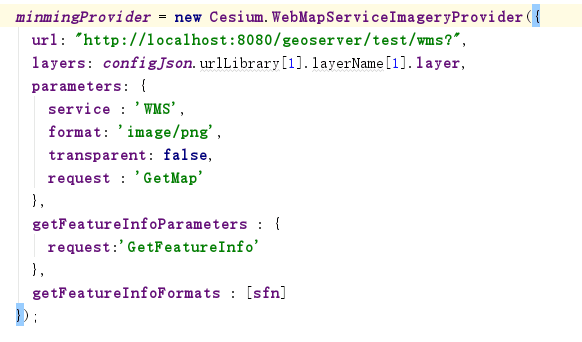 minmingProvider = new Cesium.WebMapServiceImageryProvider({
url: "http://localhost:8080/geoserver/test/wms?",
layers: configJson.urlLibrary[1].layerName[1].layer,
parameters: {
service : 'WMS',
format: 'image/png',
transparent: false,
request : 'GetMap'
},
getFeatureInfoParameters : {
request:'GetFeatureInfo'
},
getFeatureInfoFormats : [sfn]
});